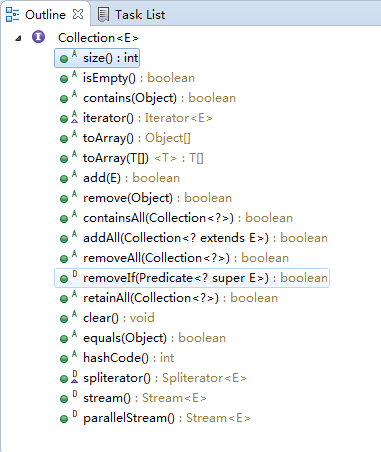 Outline Task List
I Collection<E>
A size() : int
A isEmpty() : boolean
A contains(Object) : boolean
A iterator() : Iterator<E>
A toArray() : Object[]
A toArray(T[]) <T> : T[]
A add(E) : boolean
A remove(Object) : boolean
A containsAll(Collection<?>) : boolean
A addAll(Collection<? extends E>) : boolean
A removeAll(Collection<?>) : boolean
D removeIf(Predicate<? super E>) : boolean
A retainAll(Collection<?>) : boolean
A clear() : void
A equals(Object) : boolean
A hashCode() : int
D spliterator() : Spliterator<E>
D stream() : Stream<E>
D parallelStream() : Stream<E>